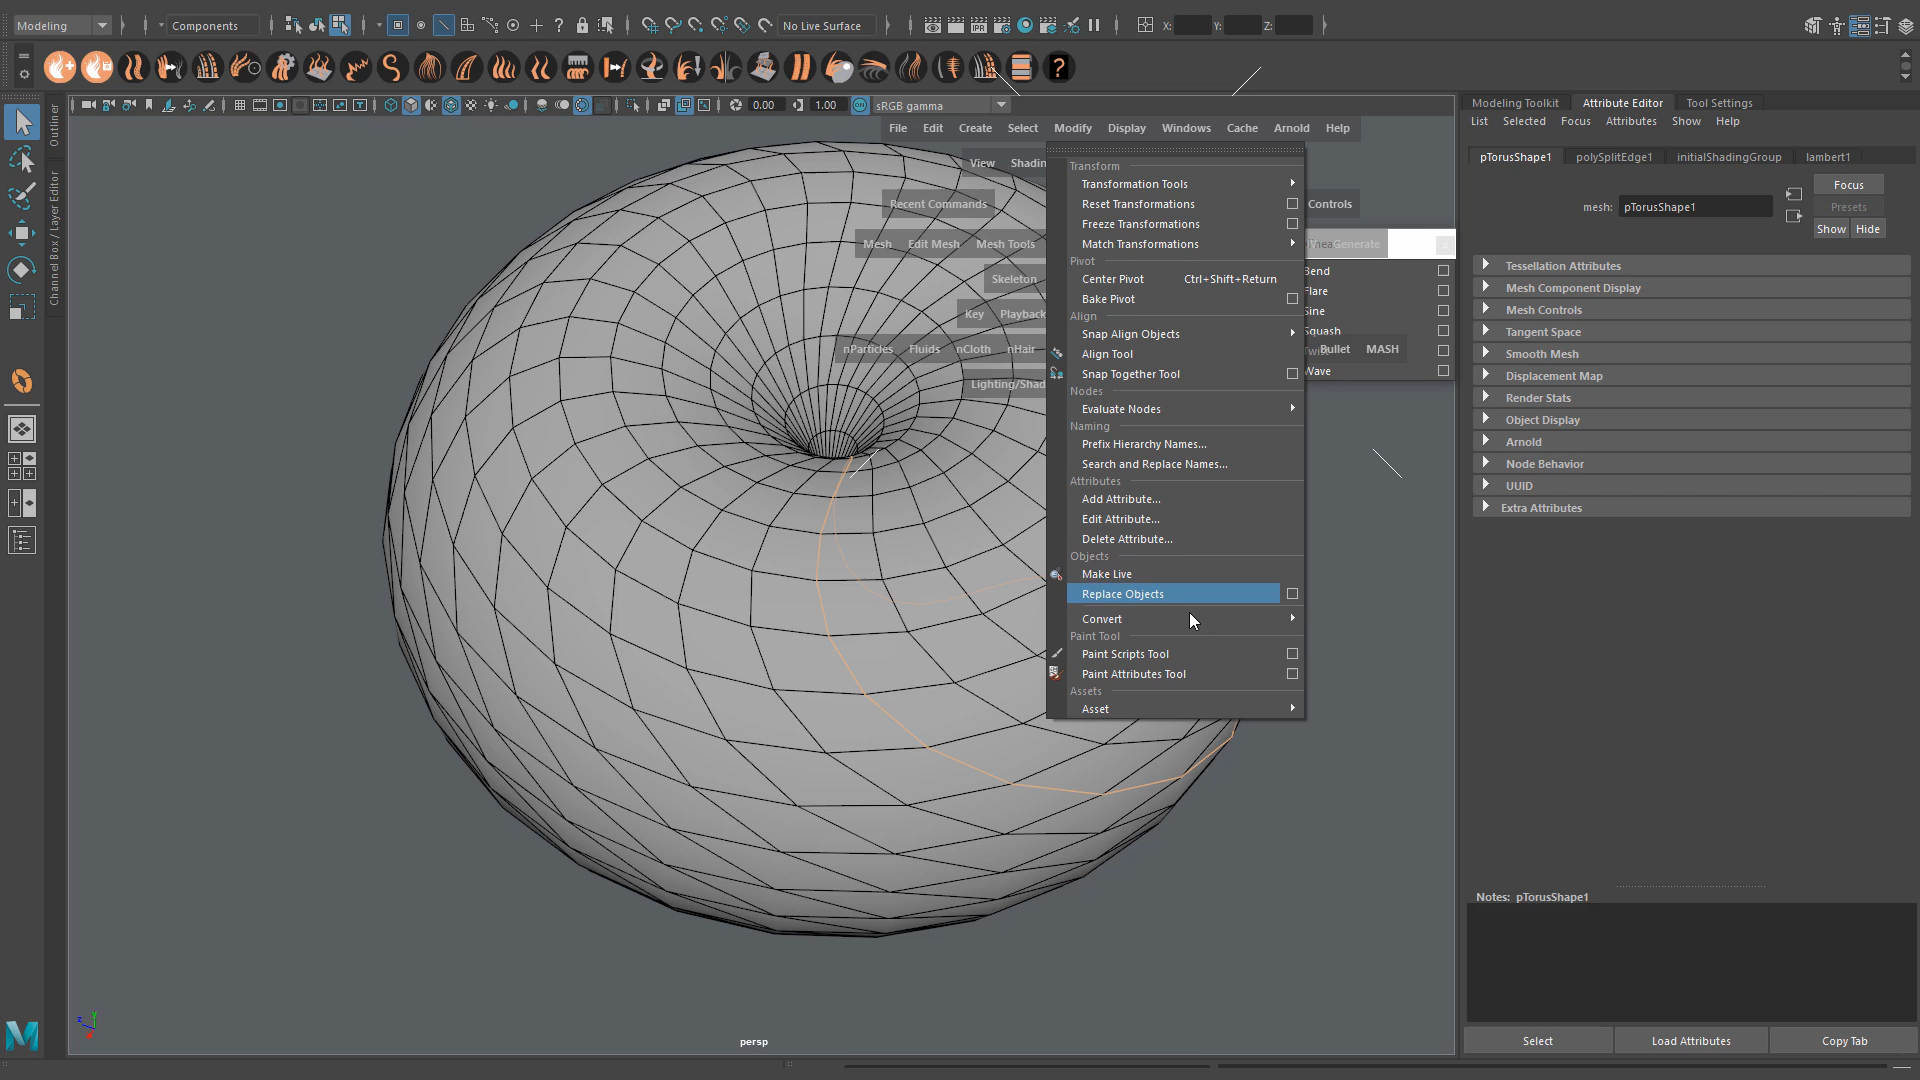 Modeling
Components
No Live Surface
X:
Y:
Z:
?
0.00
1.00
ON
sRGB gamma
File Edit Create Select Modify Display Windows Cache Arnold Help
View Shadin
Recent Commands
Controls
Mesh Edit Mesh Mesh Tools
Generate
Skeleton
Key Playback
nParticles Fluids nCloth nHair
Bullet MASH
Lighting/Shad
Transform
Transformation Tools
Reset Transformations
Freeze Transformations
Match Transformations
Pivot
Center Pivot Ctrl+Shift+Return
Bake Pivot
Align
Snap Align Objects
Align Tool
Snap Together Tool
Nodes
Evaluate Nodes
Naming
Prefix Hierarchy Names...
Search and Replace Names...
Attributes
Add Attribute...
Edit Attribute...
Delete Attribute...
Objects
Make Live
Replace Objects
Convert
Paint Tool
Paint Scripts Tool
Paint Attributes Tool
Assets
Asset
Bend
Flare
Sine
Squash
Wave
Outliner
Channel Box / Layer Editor
persp
Modeling Toolkit Attribute Editor Tool Settings
List Selected Focus Attributes Show Help
pTorusShape1 polySplitEdge1 initialShadingGroup lambert1
mesh: pTorusShape1
Focus
Presets
Show Hide
Tessellation Attributes
Mesh Component Display
Mesh Controls
Tangent Space
Smooth Mesh
Displacement Map
Render Stats
Object Display
Arnold
Node Behavior
UUID
Extra Attributes
Notes: pTorusShape1
Select Load Attributes Copy Tab